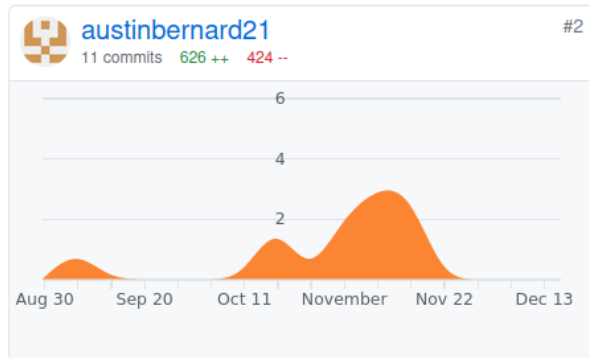 austinbernard21
#2
11 commits 626 ++ 424 --
6
4
2
Aug 30 Sep 20 Oct 11 November Nov 22 Dec 13